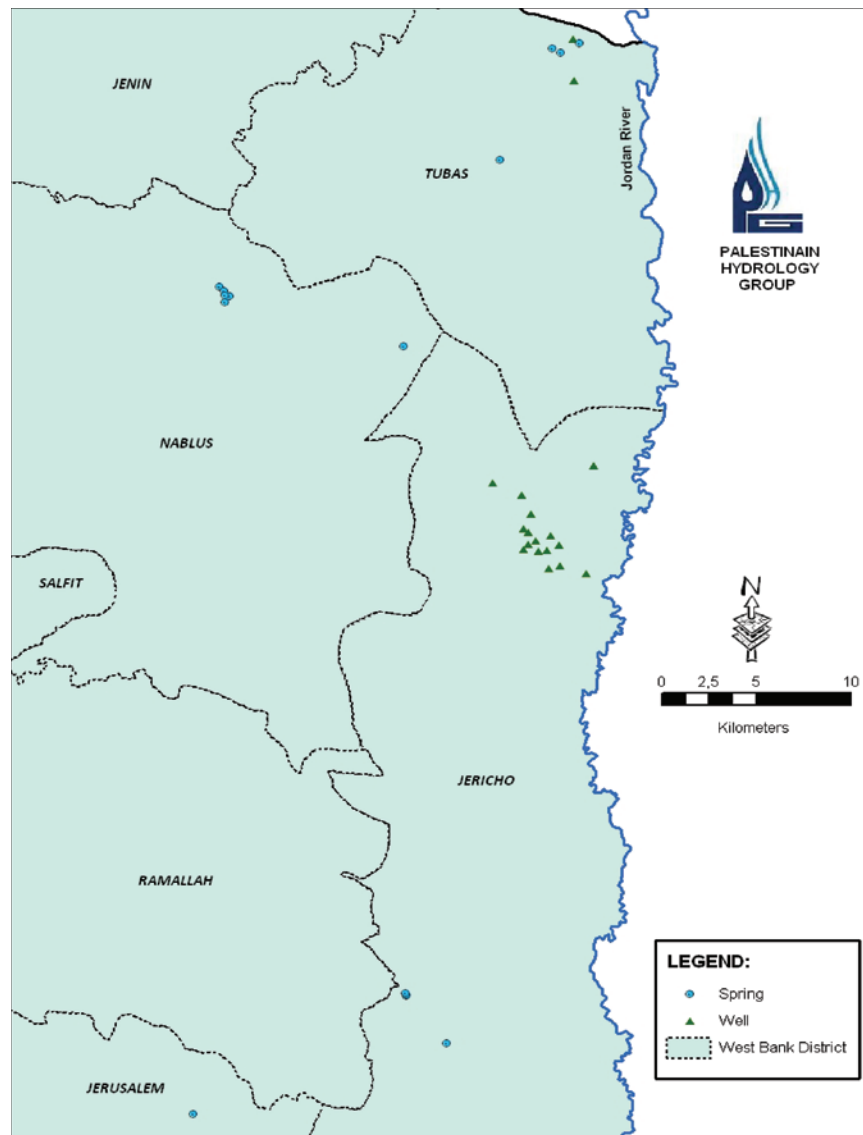 JENIN
TUBAS
Jordan River
PALESTINAIN
HYDROLOGY
GROUP
NABLUS
SALFIT
N
0 2,5 5 10
Kilometers
JERICHO
RAMALLAH
LEGEND:
Spring
Well
West Bank District
JERUSALEM